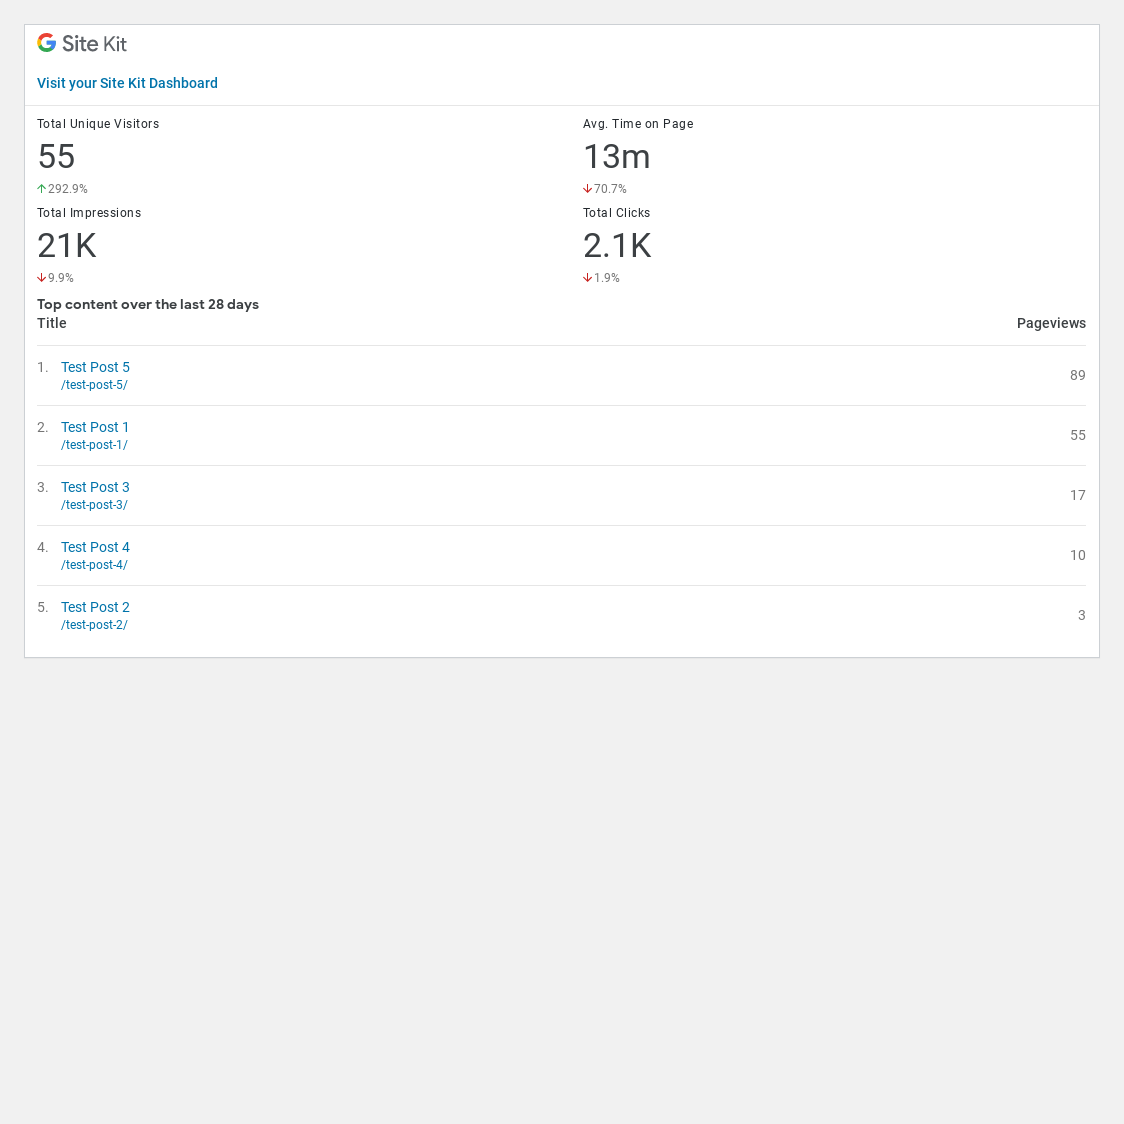 Site Kit
Visit your Site Kit Dashboard
Total Unique Visitors
55
292.9%
Avg. Time on Page
13m
70.7%
Total Impressions
21K
9.9%
Total Clicks
2.1K
1.9%
Top content over the last 28 days
Title Pageviews
1. Test Post 5
/test-post-5/
89
2. Test Post 1
/test-post-1/
55
3. Test Post 3
/test-post-3/
17
4. Test Post 4
/test-post-4/
10
5. Test Post 2
/test-post-2/
3